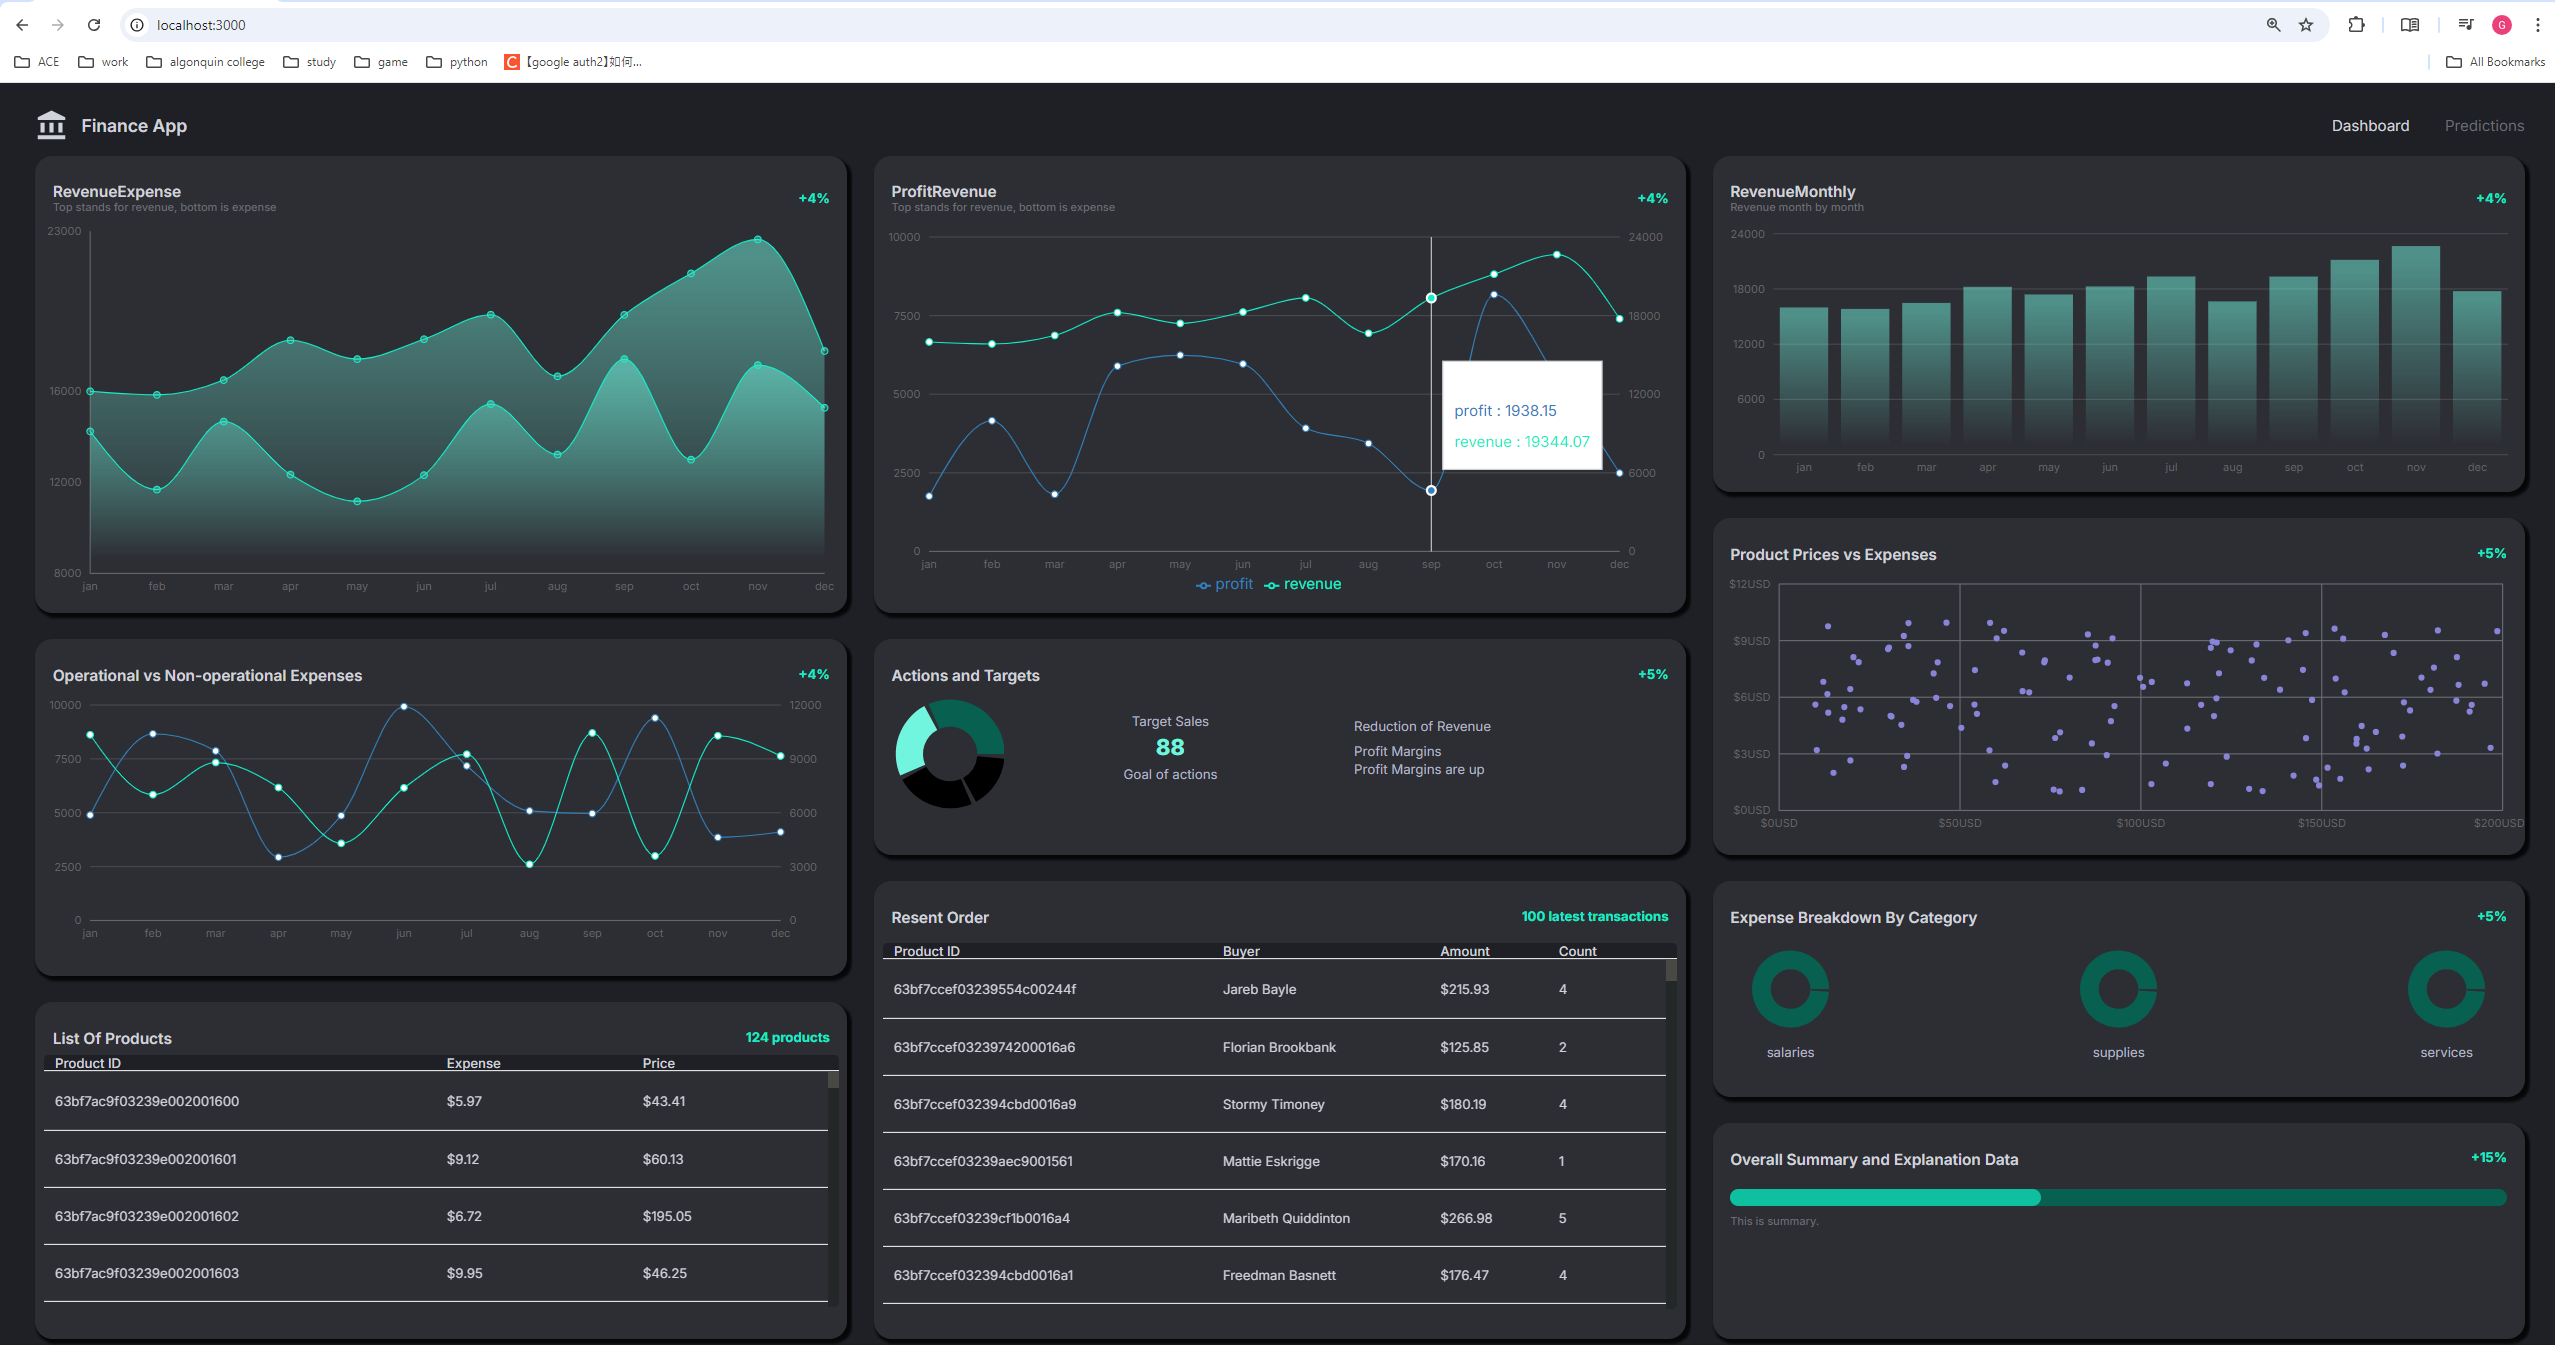 localhost:3000
G
ACE work algonquin college study game python C 【google auth2】如何... All Bookmarks
Finance App
Dashboard Predictions
RevenueExpense
Top stands for revenue, bottom is expense
+4%
23000
16000
12000
8000
jan feb mar apr may jun jul aug sep oct nov dec
ProfitRevenue
Top stands for revenue, bottom is expense
+4%
10000 24000
7500 18000
5000 12000
2500 6000
0 0
profit : 1938.15
revenue : 19344.07
jan feb mar apr may jun jul aug sep oct nov dec
profit revenue
RevenueMonthly
Revenue month by month
+4%
24000
18000
12000
6000
0
jan feb mar apr may jun jul aug sep oct nov dec
Operational vs Non-operational Expenses +4%
10000 12000
7500 9000
5000 6000
2500 3000
0 0
jan feb mar apr may jun jul aug sep oct nov dec
Actions and Targets +5%
Target Sales
88
Goal of actions
Reduction of Revenue
Profit Margins
Profit Margins are up
Product Prices vs Expenses +5%
$12USD
$9USD
$6USD
$3USD
$0USD
$0USD $50USD $100USD $150USD $200USD
List Of Products 124 products
Product ID Expense Price
63bf7ac9f03239e002001600 $5.97 $43.41
63bf7ac9f03239e002001601 $9.12 $60.13
63bf7ac9f03239e002001602 $6.72 $195.05
63bf7ac9f03239e002001603 $9.95 $46.25
Resent Order 100 latest transactions
Product ID Buyer Amount Count
63bf7ccef03239554c00244f Jareb Bayle $215.93 4
63bf7ccef0323974200016a6 Florian Brookbank $125.85 2
63bf7ccef032394cbd0016a9 Stormy Timoney $180.19 4
63bf7ccef03239aec9001561 Mattie Eskrigge $170.16 1
63bf7ccef03239cf1b0016a4 Maribeth Quiddinton $266.98 5
63bf7ccef032394cbd0016a1 Freedman Basnett $176.47 4
Expense Breakdown By Category +5%
salaries supplies services
Overall Summary and Explanation Data +15%
This is summary.